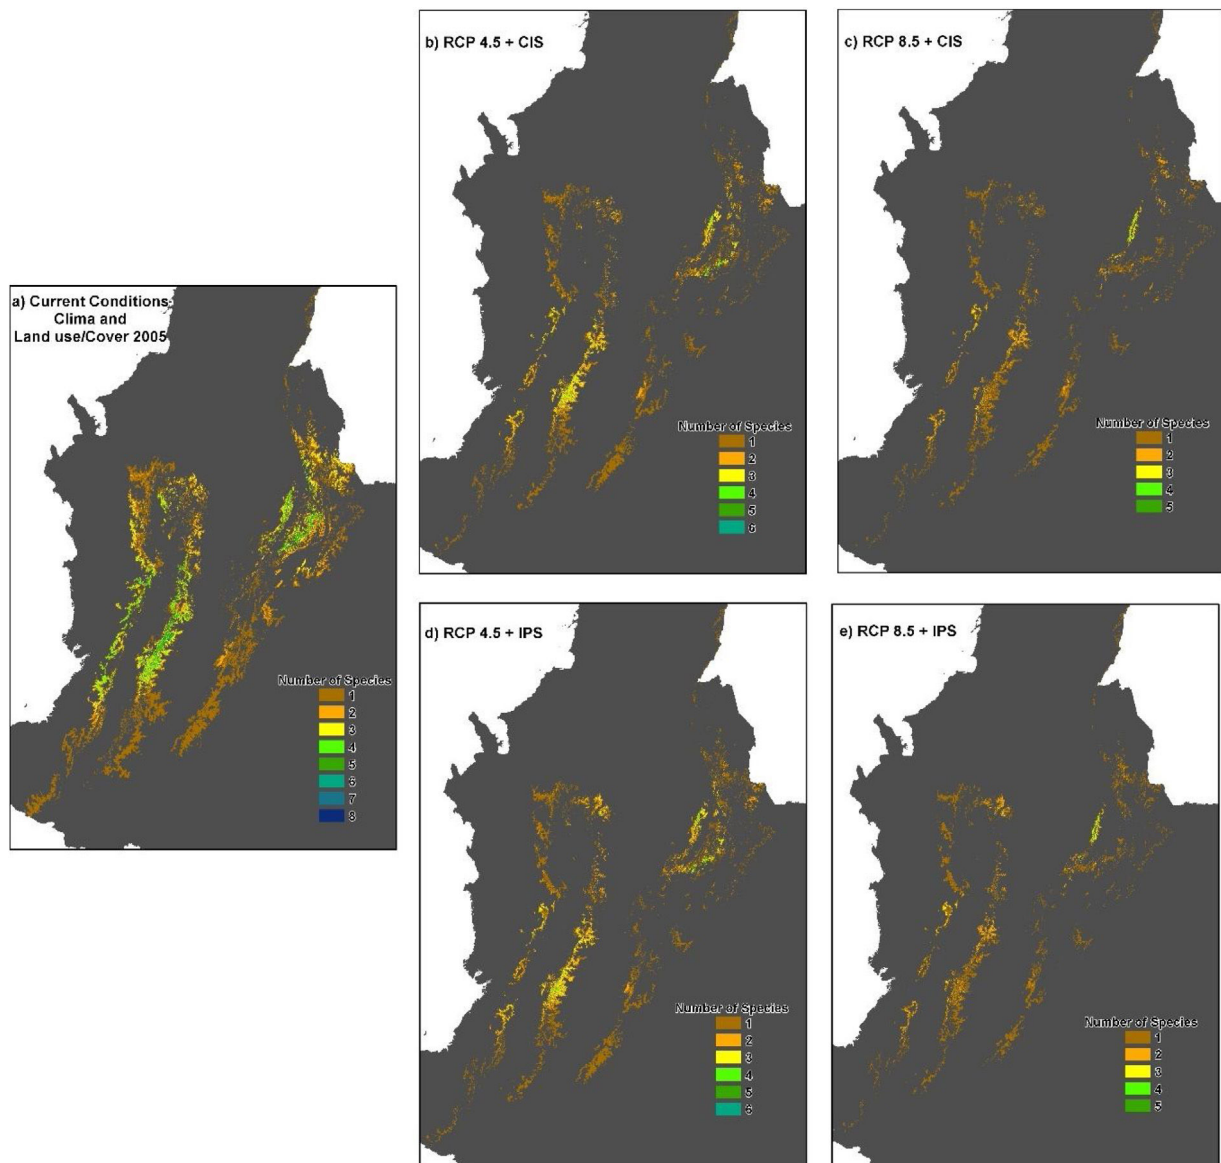 a) Current Conditions-
Clima and
Land use/Cover 2005
Number of Species
1
2
3
4
5
6
7
8
b) RCP 4.5 + CIS
Number of Species
1
2
3
4
5
6
c) RCP 8.5 + CIS
Number of Species
1
2
3
4
5
d) RCP 4.5 + IPS
Number of Species
1
2
3
4
5
6
e) RCP 8.5 + IPS
Number of Species
1
2
3
4
5